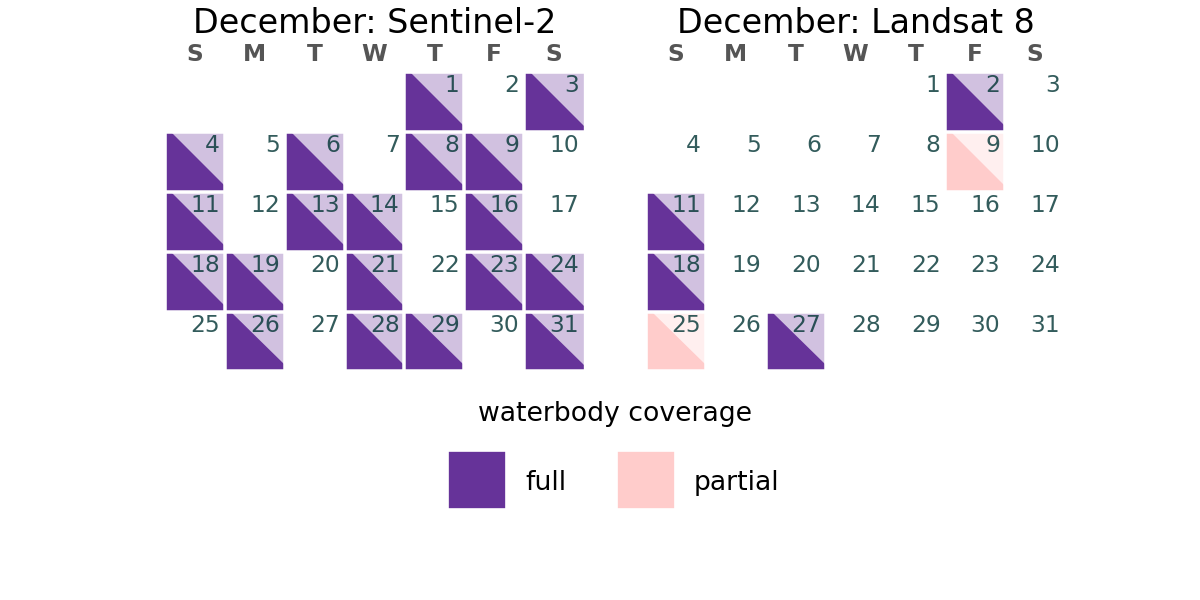 December: Sentinel-2
S M T W T F S
1 2 3
4 5 6 7 8 9 10
11 12 13 14 15 16 17
18 19 20 21 22 23 24
25 26 27 28 29 30 31
December: Landsat 8
S M T W T F S
1 2 3
4 5 6 7 8 9 10
11 12 13 14 15 16 17
18 19 20 21 22 23 24
25 26 27 28 29 30 31
waterbody coverage
full partial